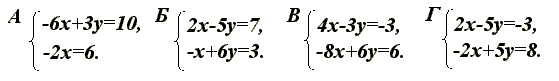 А -6x+3y=10, Б 2x-5y=7, В 4x-3y=-3, Г 2x-5y=-3,
-2x=6. -x+6y=3. -8x+6y=6. -2x+5y=8.